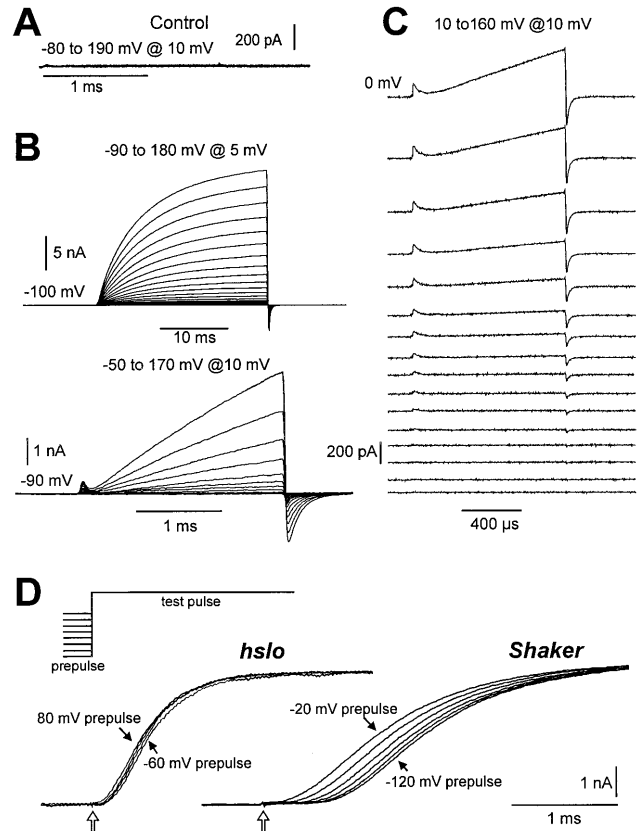 A
Control
-80 to 190 mV @ 10 mV
200 pA
1 ms
B
-90 to 180 mV @ 5 mV
5 nA
-100 mV
10 ms
-50 to 170 mV @10 mV
1 nA
-90 mV
1 ms
C
10 to160 mV @10 mV
0 mV
200 pA
400 µs
D
test pulse
prepulse
hslo
Shaker
80 mV prepulse
-60 mV prepulse
-20 mV prepulse
-120 mV prepulse
1 nA
1 ms